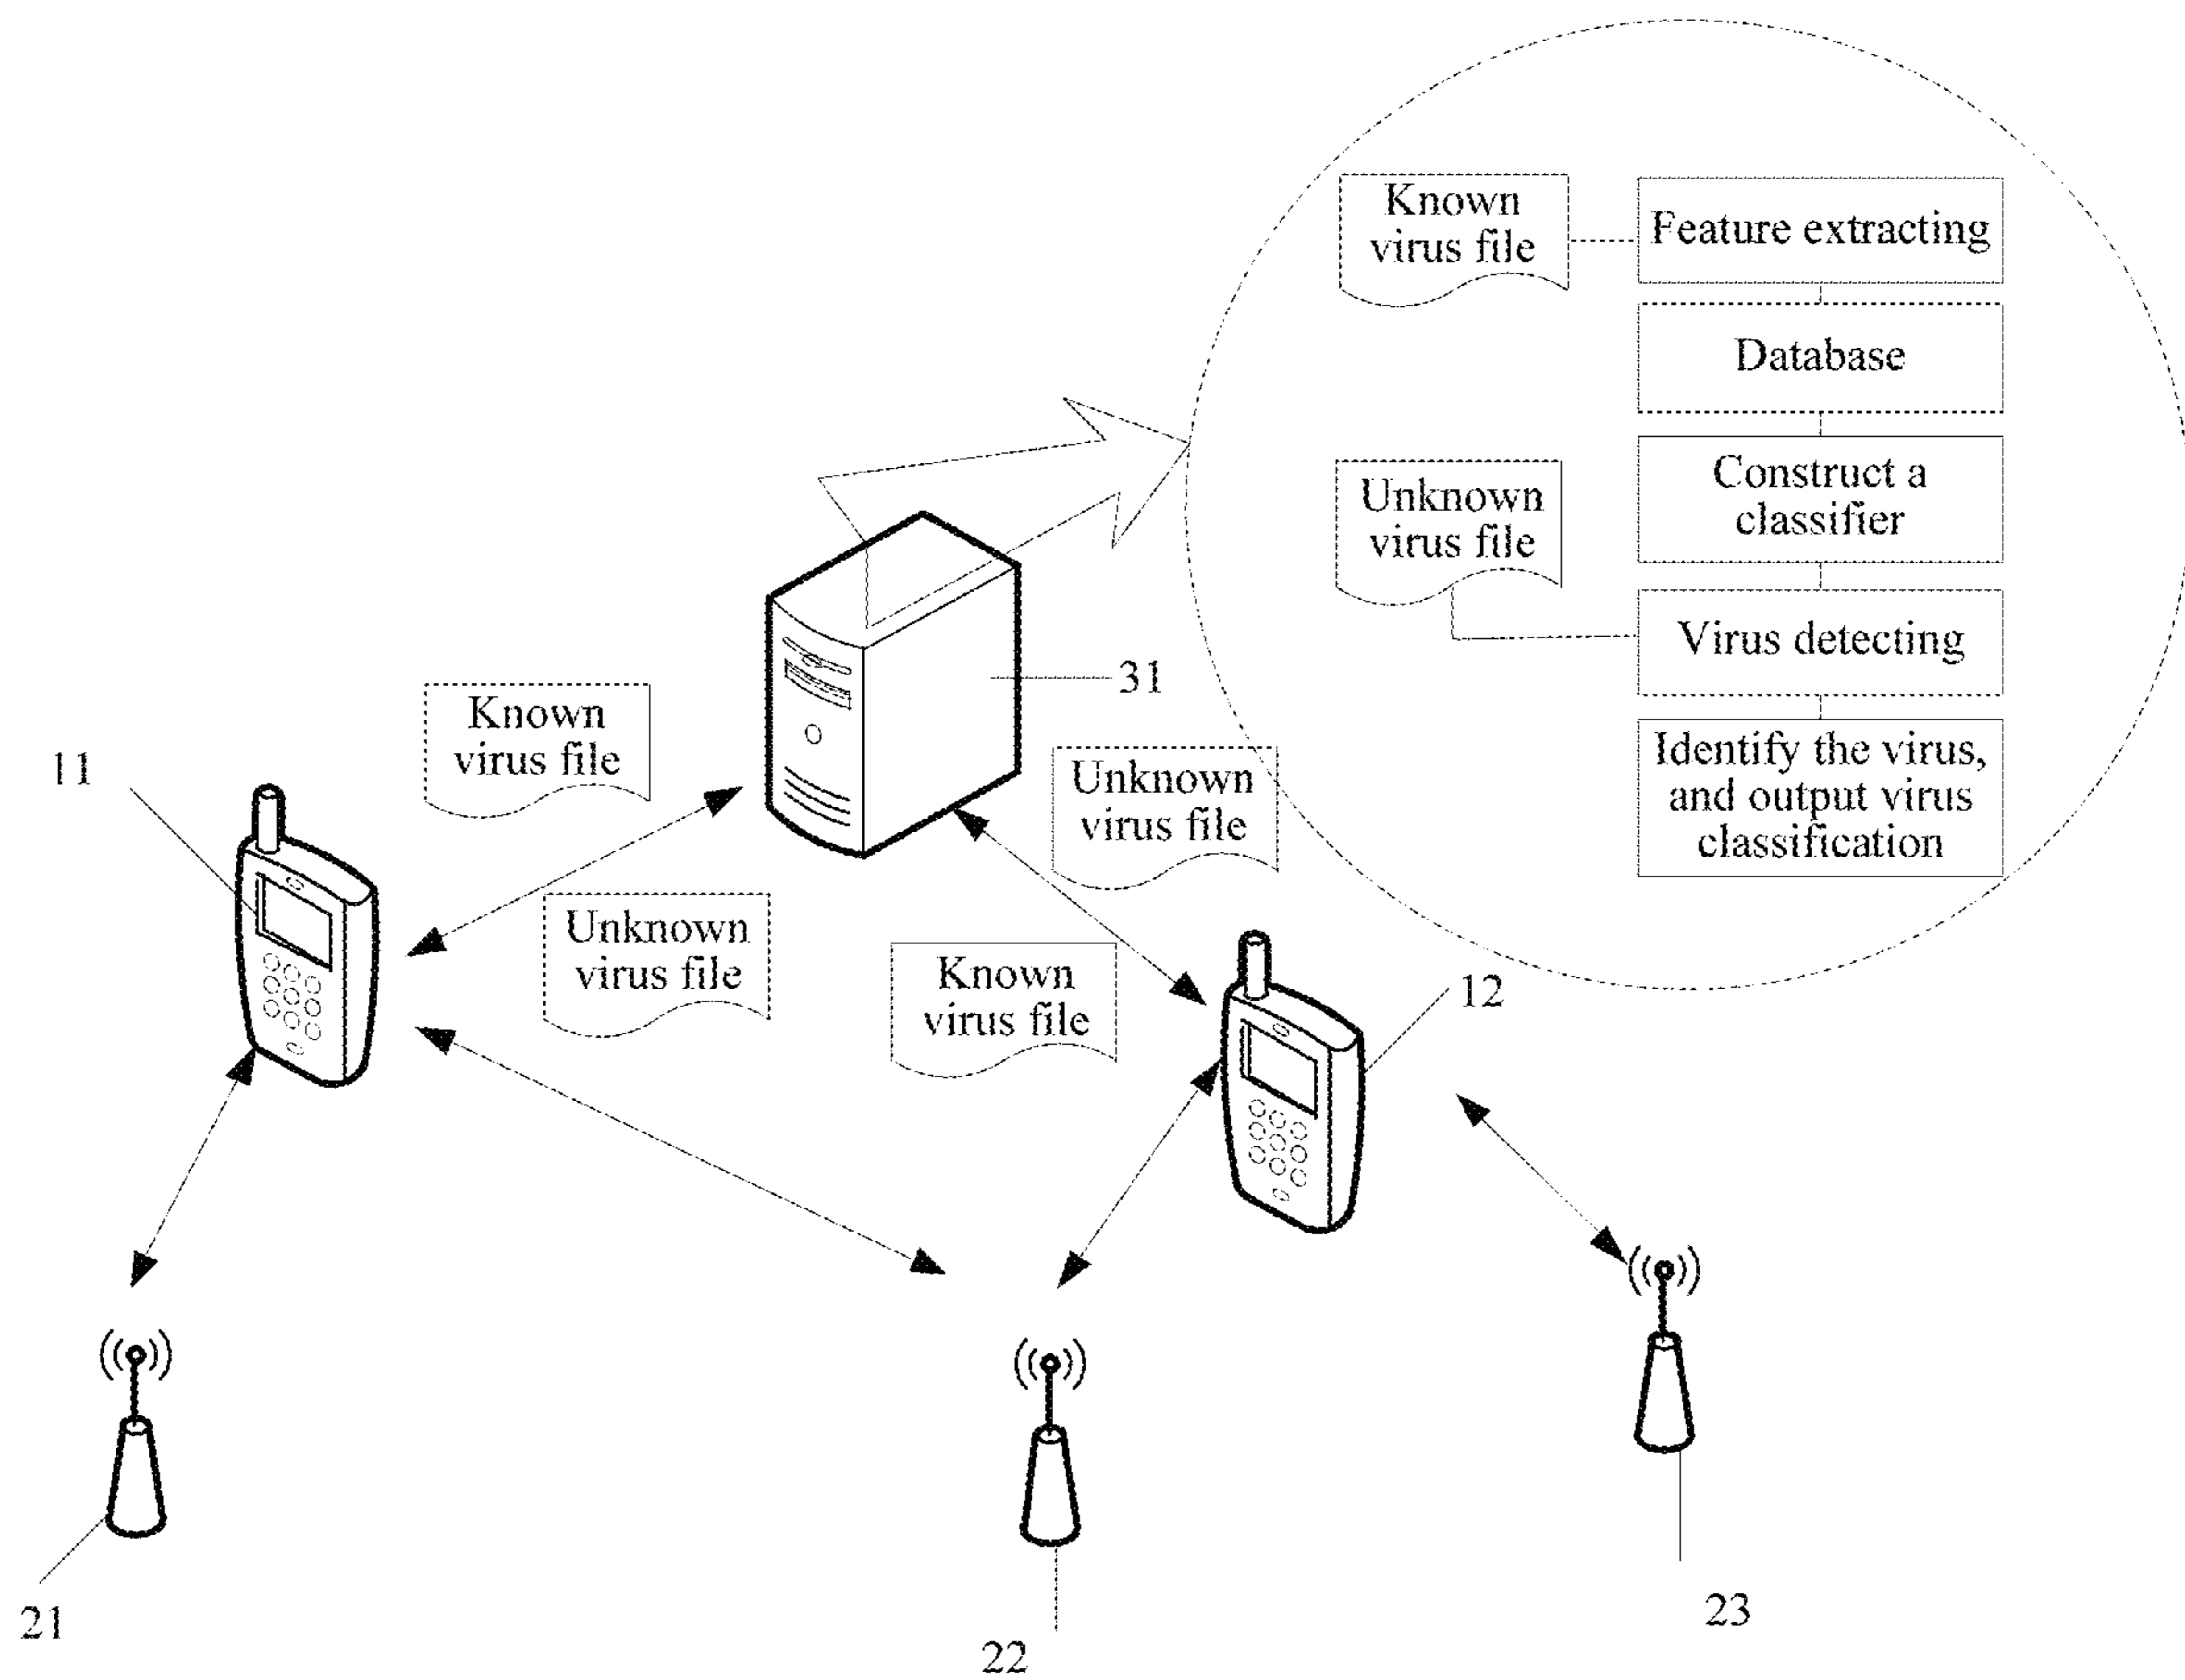 Known
virus file
Feature extracting
Database
Unknown
virus file
Construct a
classifier
Virus detecting
Identify the virus,
and output virus
classification
31
Known
virus file
11
Unknown
virus file
Unknown
virus file
Known
virus file
12
21
22
23